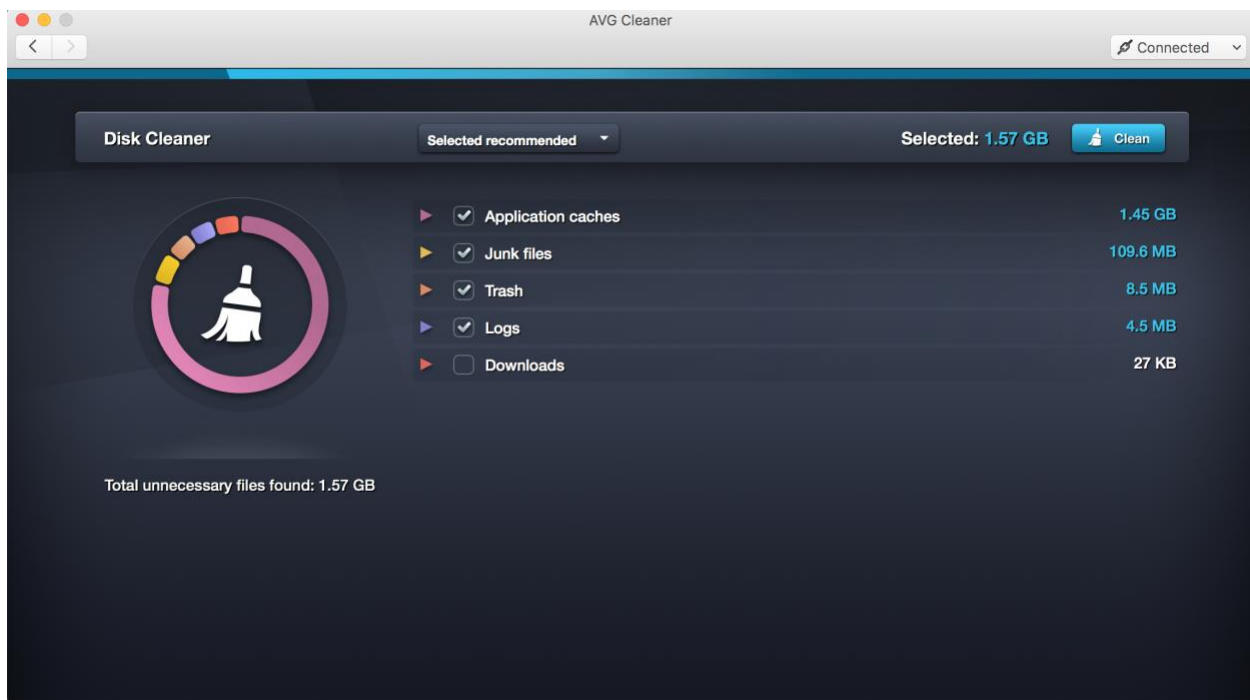 AVG Cleaner
Connected
Disk Cleaner
Selected recommended
Selected: 1.57 GB
Clean
Application caches 1.45 GB
Junk files 109.6 MB
Trash 8.5 MB
Logs 4.5 MB
Downloads 27 KB
Total unnecessary files found: 1.57 GB